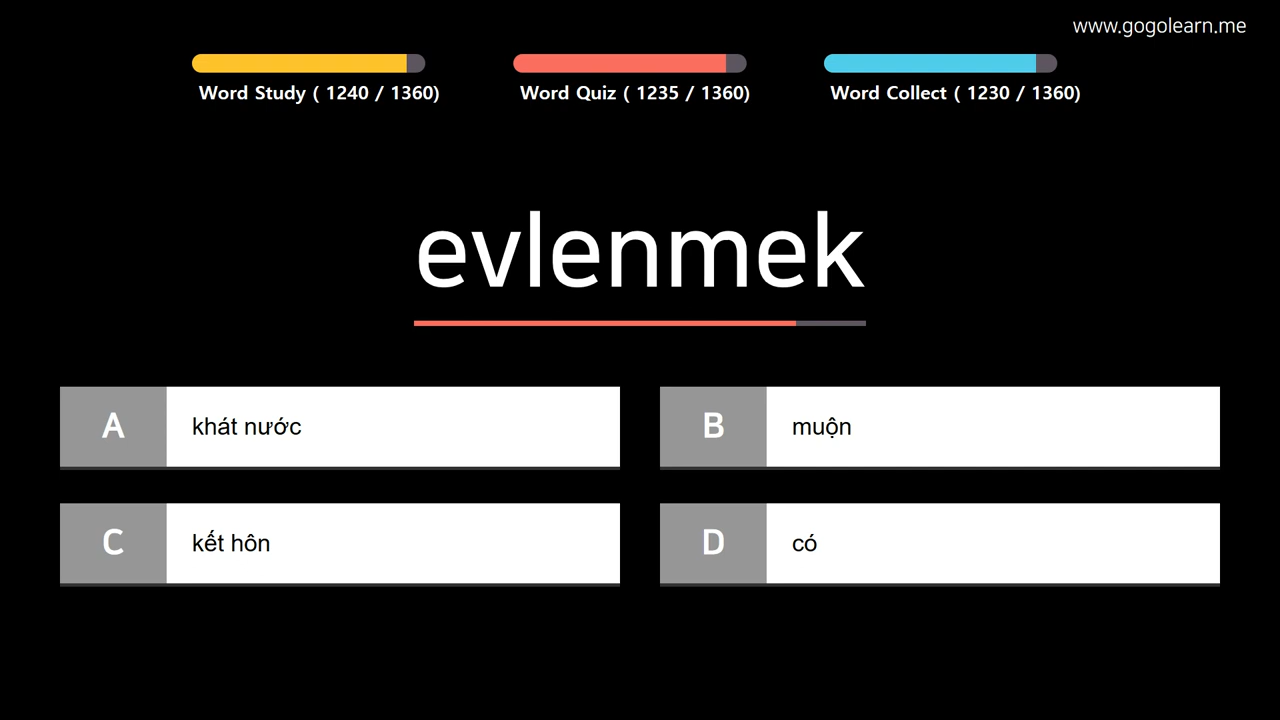 www.gogolearn.me
Word Study ( 1240 / 1360)
Word Quiz ( 1235 / 1360)
Word Collect ( 1230 / 1360)
evlenmek
A khát nước
B muộn
C kết hôn
D có